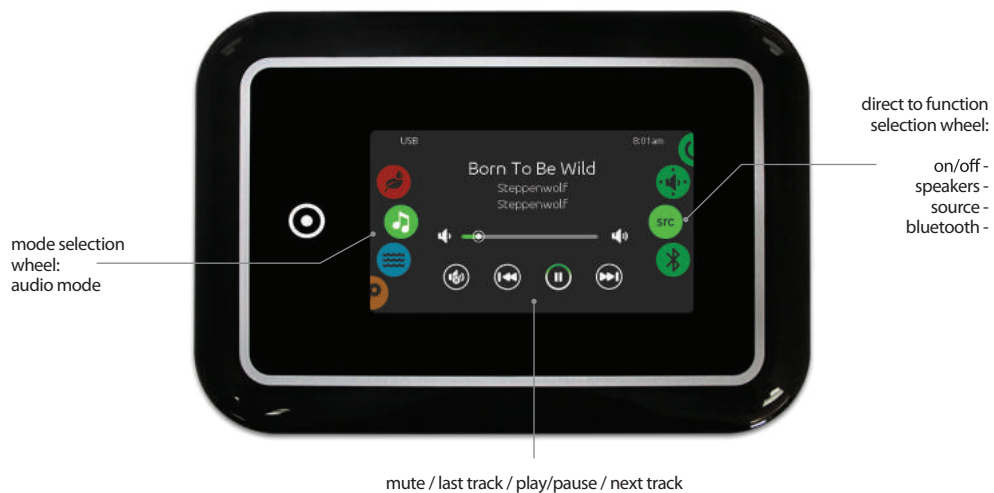 direct to function
selection wheel:
on/off -
speakers -
source -
bluetooth -
USB
8:01am
Born To Be Wild
Steppenwolf
Steppenwolf
src
mode selection
wheel:
audio mode
mute / last track / play/pause / next track